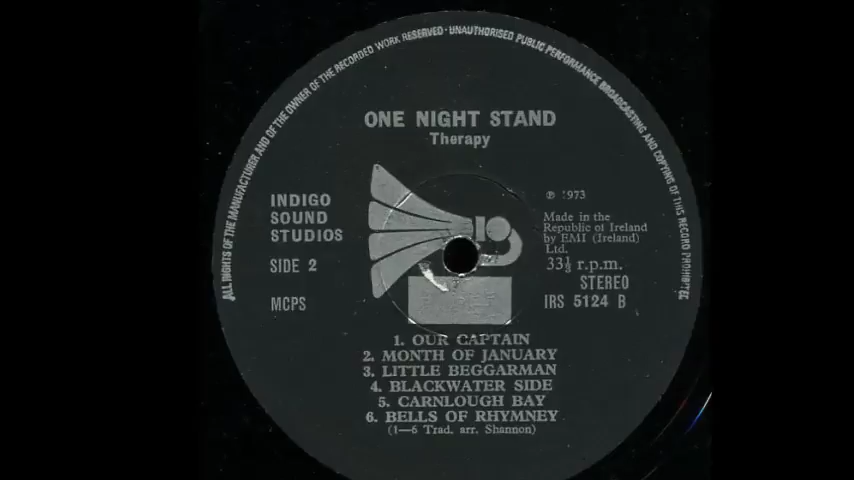 ALL RIGHTS OF THE MANUFACTURER AND OF THE OWNER OF THE RECORDED WORK RESERVED · UNAUTHORISED PUBLIC PERFORMANCE BROADCASTING AND COPYING OF THIS RECORD PROHIBITED
ONE NIGHT STAND
Therapy
INDIGO
SOUND
STUDIOS
SIDE 2
MCPS
℗ 1973
Made in the
Republic of Ireland
by EMI (Ireland)
Ltd.
33⅓ r.p.m.
STEREO
IRS 5124 B
1. OUR CAPTAIN
2. MONTH OF JANUARY
3. LITTLE BEGGARMAN
4. BLACKWATER SIDE
5. CARNLOUGH BAY
6. BELLS OF RHYMNEY
(1—6 Trad. arr. Shannon)